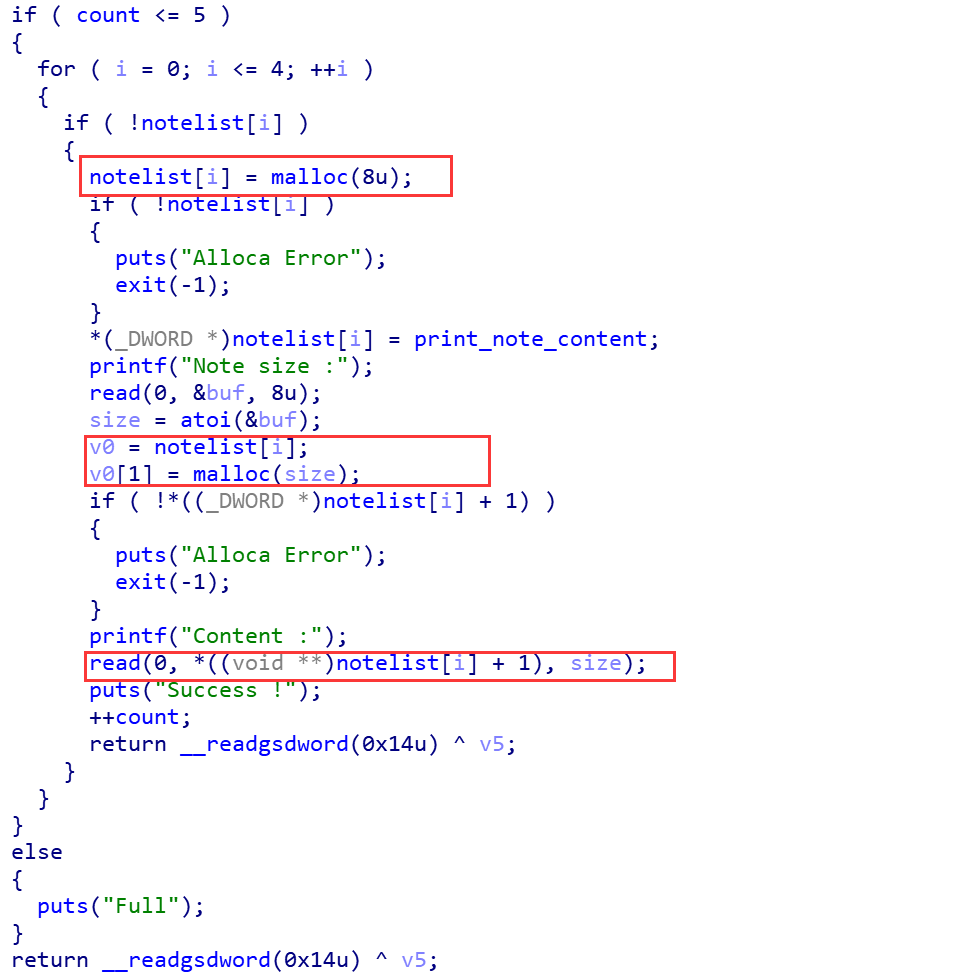 if ( count <= 5 )
{
  for ( i = 0; i <= 4; ++i )
  {
    if ( !notelist[i] )
    {
      notelist[i] = malloc(8u);
      if ( !notelist[i] )
      {
        puts("Alloca Error");
        exit(-1);
      }
      *(_DWORD *)notelist[i] = print_note_content;
      printf("Note size :");
      read(0, &buf, 8u);
      size = atoi(&buf);
      v0 = notelist[i];
      v0[1] = malloc(size);
      if ( !*((_DWORD *)notelist[i] + 1) )
      {
        puts("Alloca Error");
        exit(-1);
      }
      printf("Content :");
      read(0, *((void **)notelist[i] + 1), size);
      puts("Success !");
      ++count;
      return __readgsdword(0x14u) ^ v5;
    }
  }
}
else
{
  puts("Full");
}
return __readgsdword(0x14u) ^ v5;